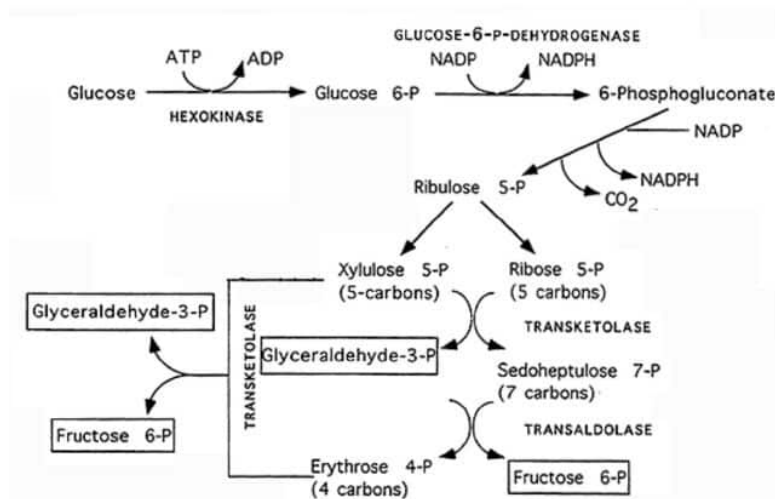 GLUCOSE-6-P-DEHYDROGENASE
ATP
ADP
NADP
NADPH
Glucose
Glucose 6-P
6-Phosphogluconate
HEXOKINASE
NADP
NADPH
CO2
Ribulose 5-P
Xylulose 5-P
(5-carbons)
Ribose 5-P
(5 carbons)
Glyceraldehyde-3-P
TRANSKETOLASE
TRANSKETOLASE
Glyceraldehyde-3-P
Sedoheptulose 7-P
(7 carbons)
Fructose 6-P
TRANSALDOLASE
Erythrose 4-P
(4 carbons)
Fructose 6-P